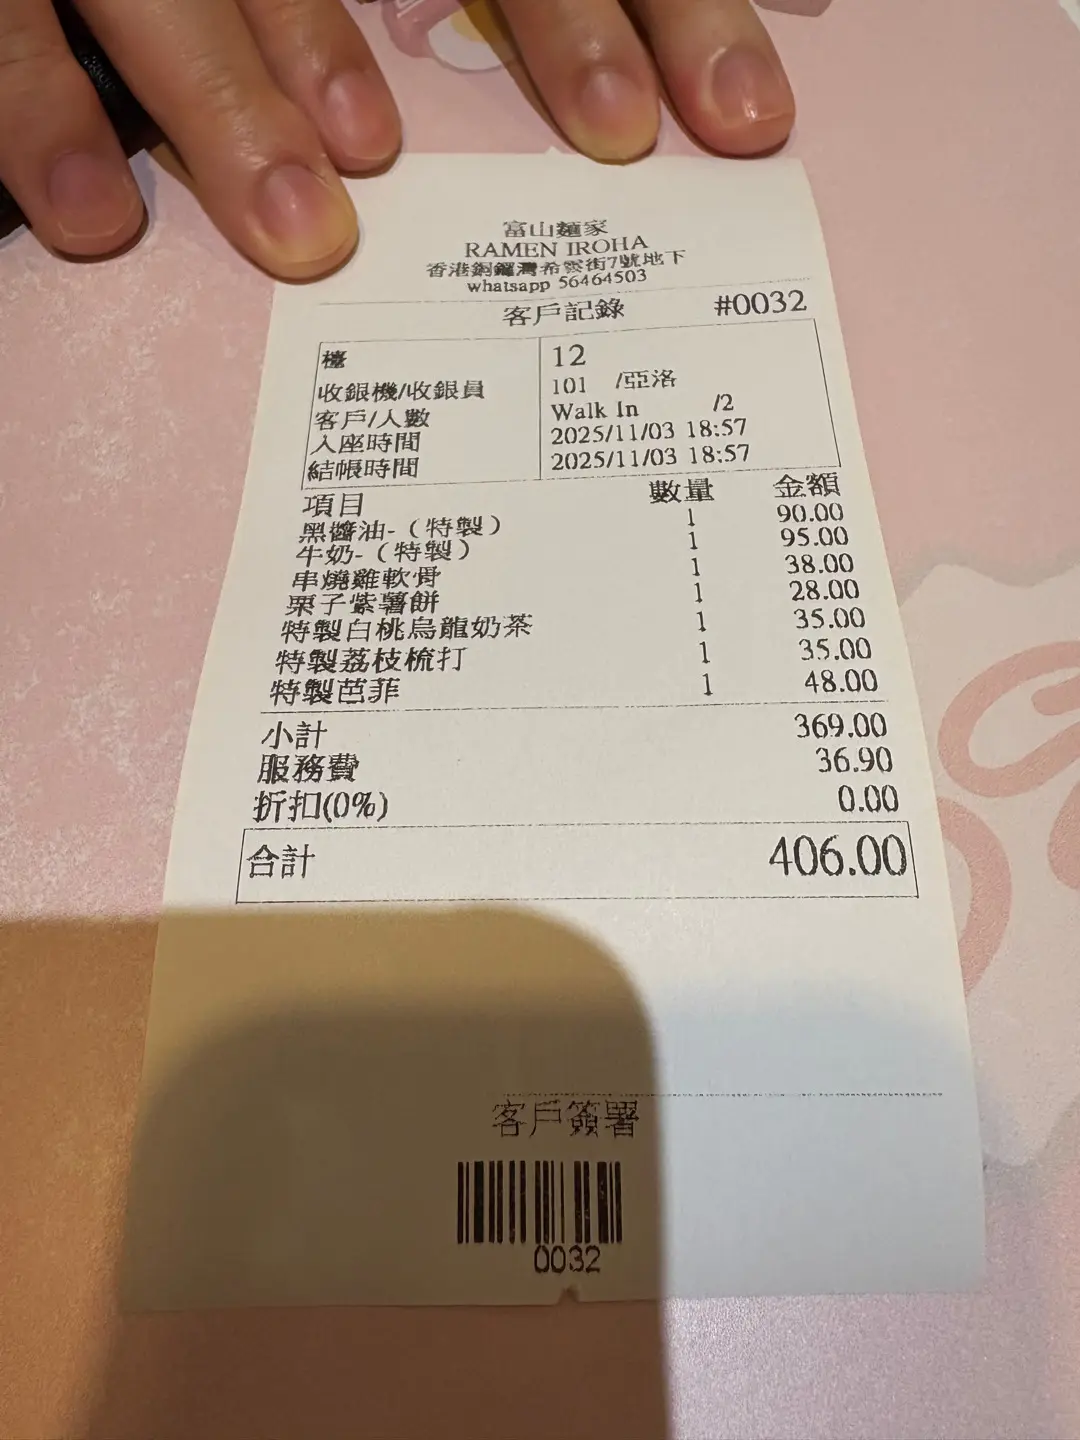 富山麵家
RAMEN IROHA
香港銅鑼灣希雲街7號地下
whatsapp 56464503
客戶記錄 #0032
檯 12
收銀機/收銀員 101 /亞洛
客戶/人數 Walk In /2
入座時間 2025/11/03 18:57
結帳時間 2025/11/03 18:57
項目 數量 金額
黑醬油-（特製） 1 90.00
牛奶-（特製） 1 95.00
串燒雞軟骨 1 38.00
栗子紫薯餅 1 28.00
特製白桃烏龍奶茶 1 35.00
特製荔枝梳打 1 35.00
特製芭菲 1 48.00
小計 369.00
服務費 36.90
折扣(0%) 0.00
合計 406.00
客戶簽署
0032